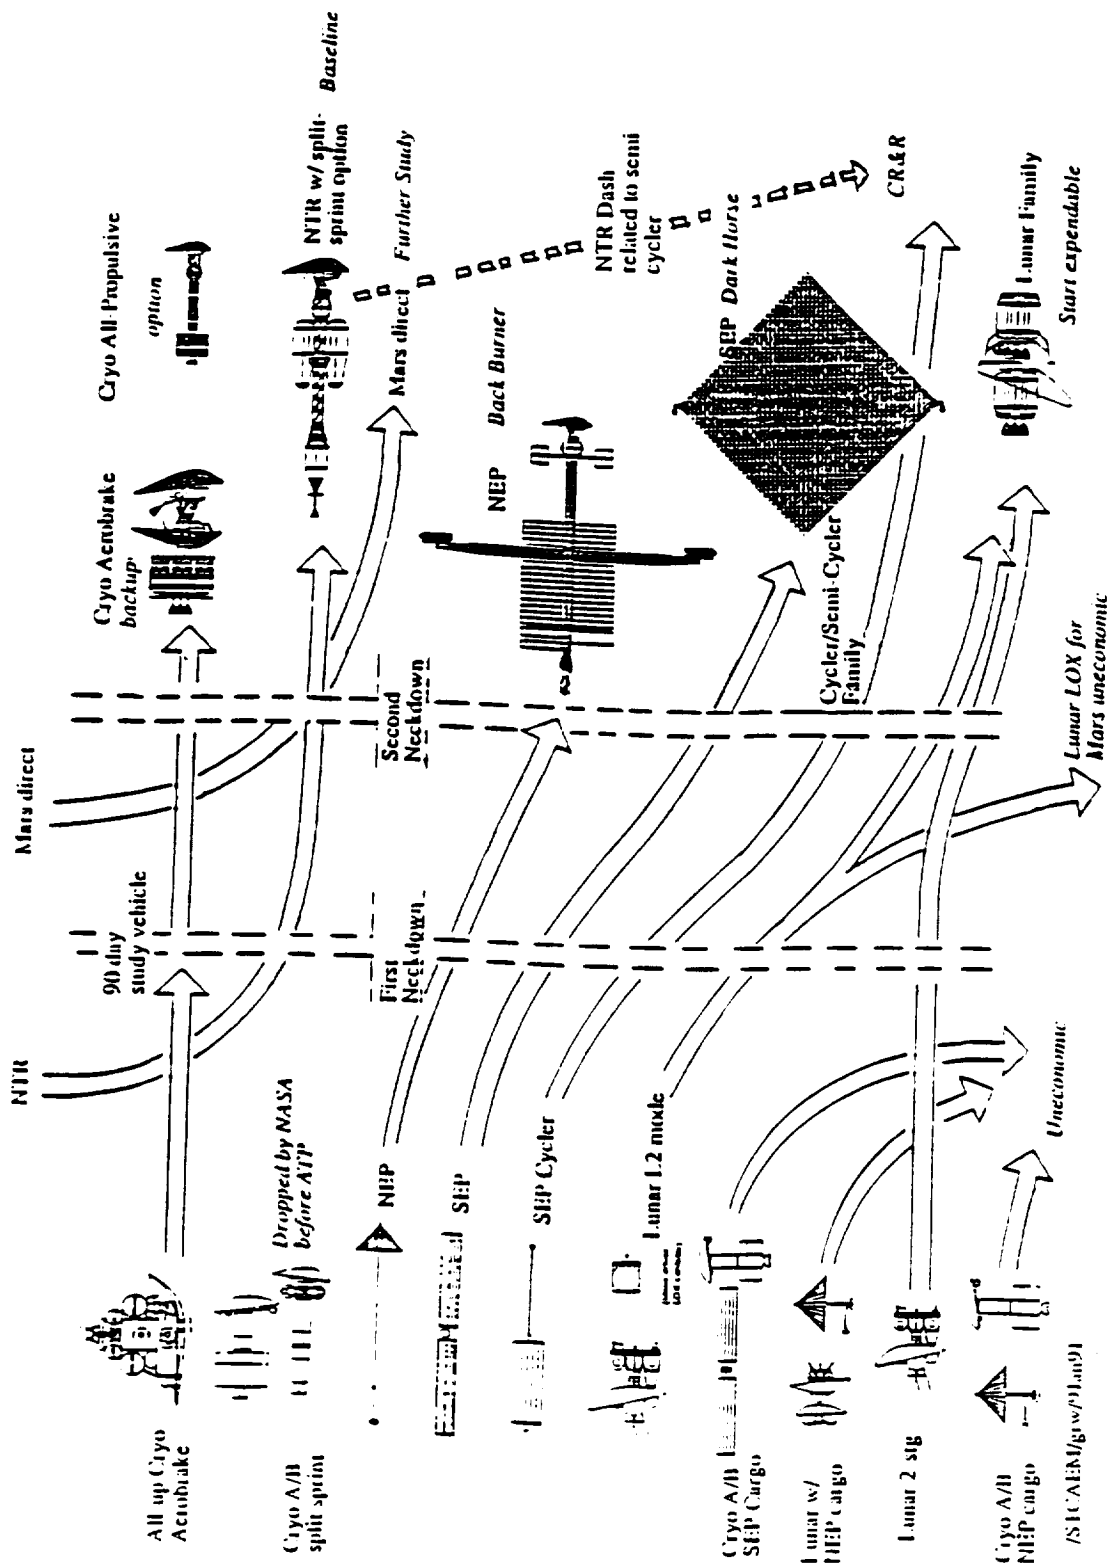 All up Cryo
Aerobrake
Cryo A/B
split sprint
Dropped by NASA
before ATP
NEP
SEP
SEP Cycler
Lunar L2 mode
Cryo A/B
SEP Cargo
Lunar w/
NEP cargo
Lunar 2 stg
Cryo A/B
NEP cargo
Uneconomic
NTR
Mars direct
90 day
study vehicle
First
Neckdown
Second
Neckdown
Lunar LOX for
Mars uneconomic
Cryo Aerobrake
backup
Cryo All-Propulsive
option
NTR w/ split-
sprint option
Baseline
Mars direct
Further Study
NEP
Back Burner
NTR Dash
related to semi
cycler
SEP
Dark Horse
Cycler/Semi-Cycler
Family
CR&R
Lunar Family
Start expendable
/STCAEM/grw/9Jan91